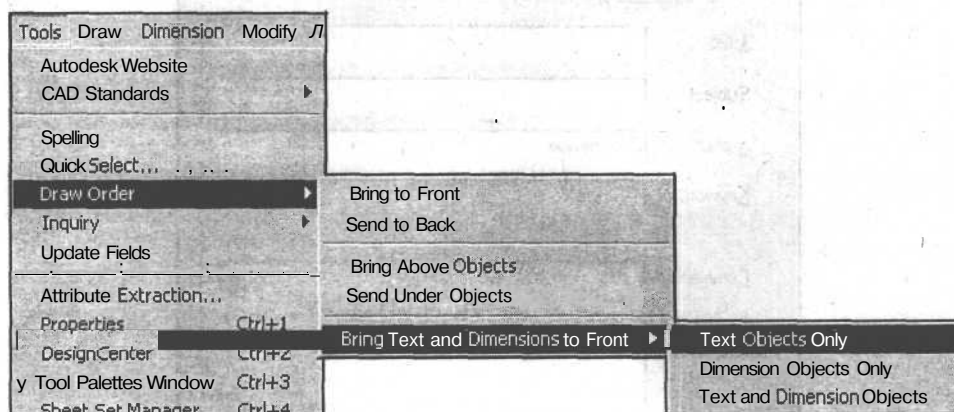 Tools Draw Dimension Modify Л
Autodesk Website
CAD Standards
Spelling
Quick Select...
Draw Order
Inquiry
Update Fields
Attribute Extraction...
Properties Ctrl+1
DesignCenter Ctrl+2
y Tool Palettes Window Ctrl+3
Sheet Set Manager Ctrl+4
Bring to Front
Send to Back
Bring Above Objects
Send Under Objects
Bring Text and Dimensions to Front
Text Objects Only
Dimension Objects Only
Text and Dimension Objects